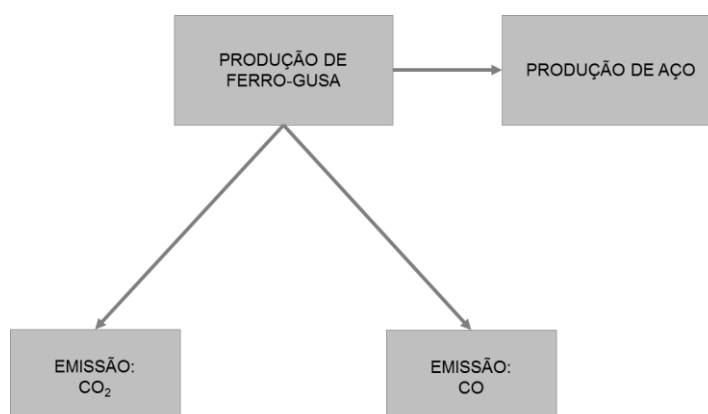 PRODUÇÃO DE
FERRO-GUSA
PRODUÇÃO DE AÇO
EMISSÃO:
CO₂
EMISSÃO:
CO